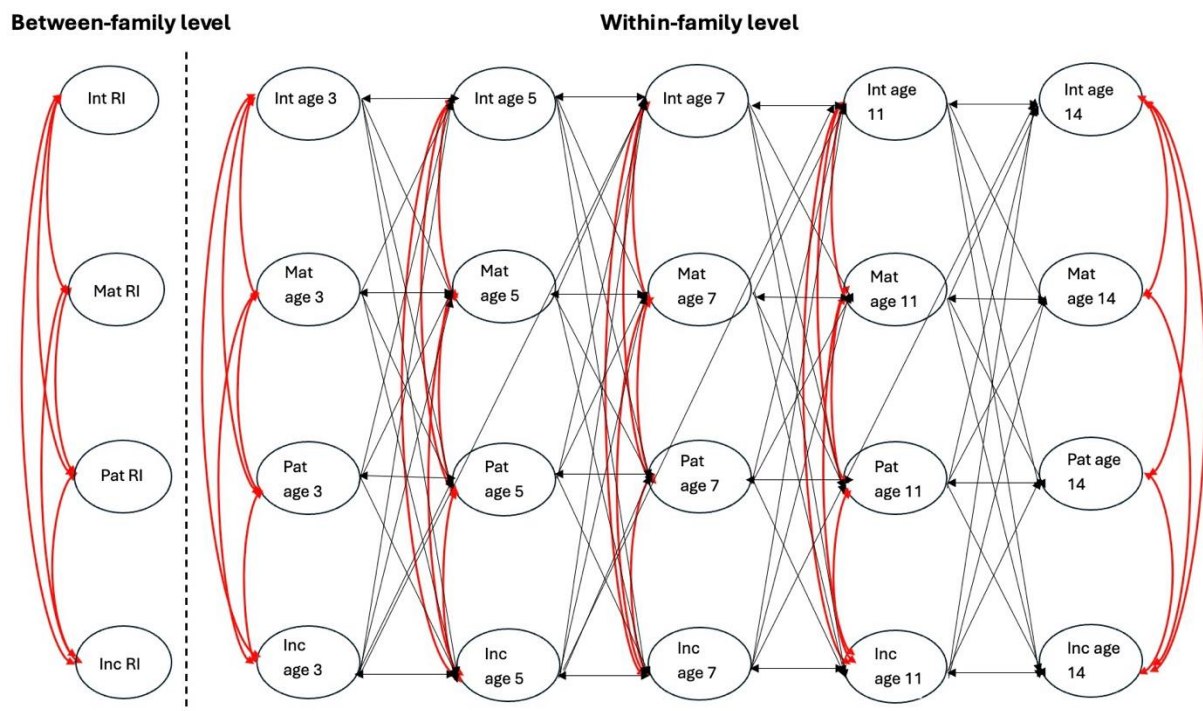 Between-family level
Within-family level
Int RI
Int age 3
Int age 5
Int age 7
Int age
11
Int age
14
Mat RI
Mat
age 3
Mat
age 5
Mat
age 7
Mat
age 11
Mat
age 14
Pat RI
Pat
age 3
Pat
age 5
Pat
age 7
Pat
age 11
Pat age
14
Inc RI
Inc
age 3
Inc
age 5
Inc
age 7
Inc
age 11
Inc age
14